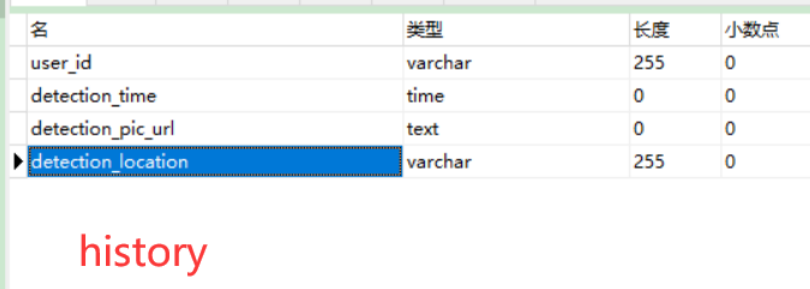 名 类型 长度 小数点
user_id varchar 255 0
detection_time time 0 0
detection_pic_url text 0 0
detection_location varchar 255 0
history